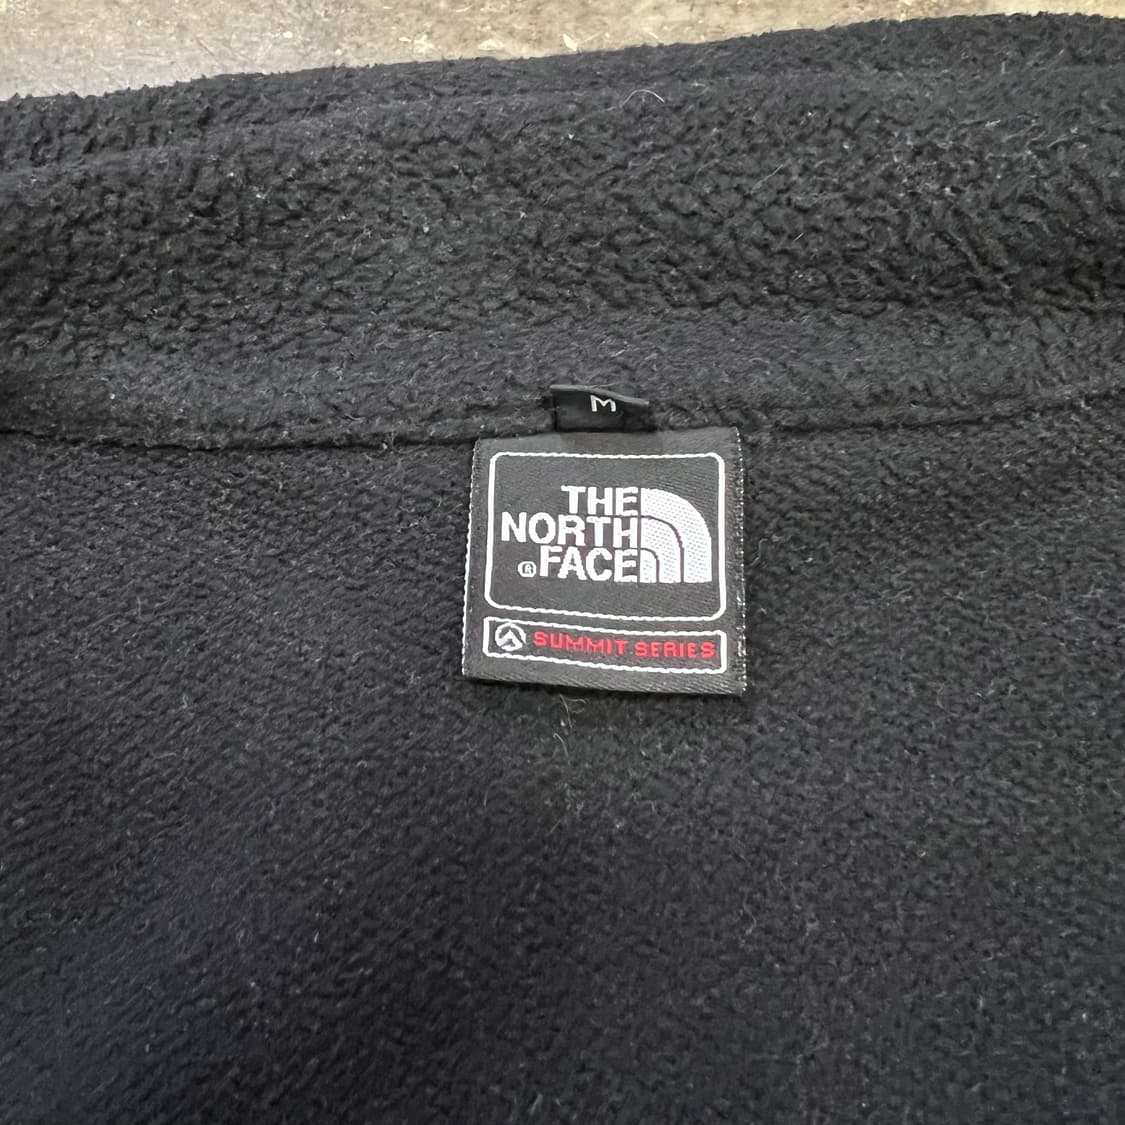 M
THE
NORTH
®FACE
SUMMIT SERIES